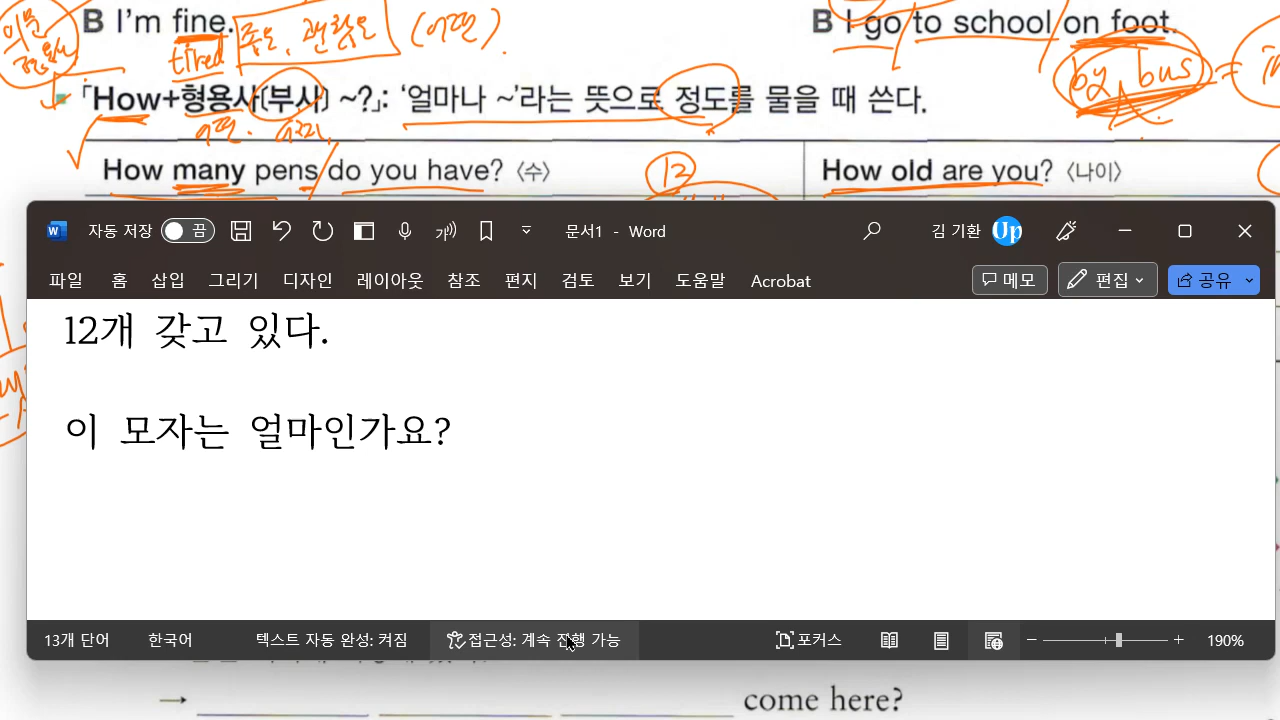 B I'm fine.
tired
좋은, 괜찮은
(어떤).
B I go to school on foot.
by bus =
「How+형용사(부사) ~?」: '얼마나 ~'라는 뜻으로 정도를 물을 때 쓴다.
How many pens do you have? 〈수〉
12
How old are you? 〈나이〉
자동 저장 끔
문서1 - Word
김 기환
파일 홈 삽입 그리기 디자인 레이아웃 참조 편지 검토 보기 도움말 Acrobat
메모 편집 공유
12개 갖고 있다.
이 모자는 얼마인가요?
13개 단어 한국어 텍스트 자동 완성: 켜짐 접근성: 계속 진행 가능 포커스 190%
→ come here?